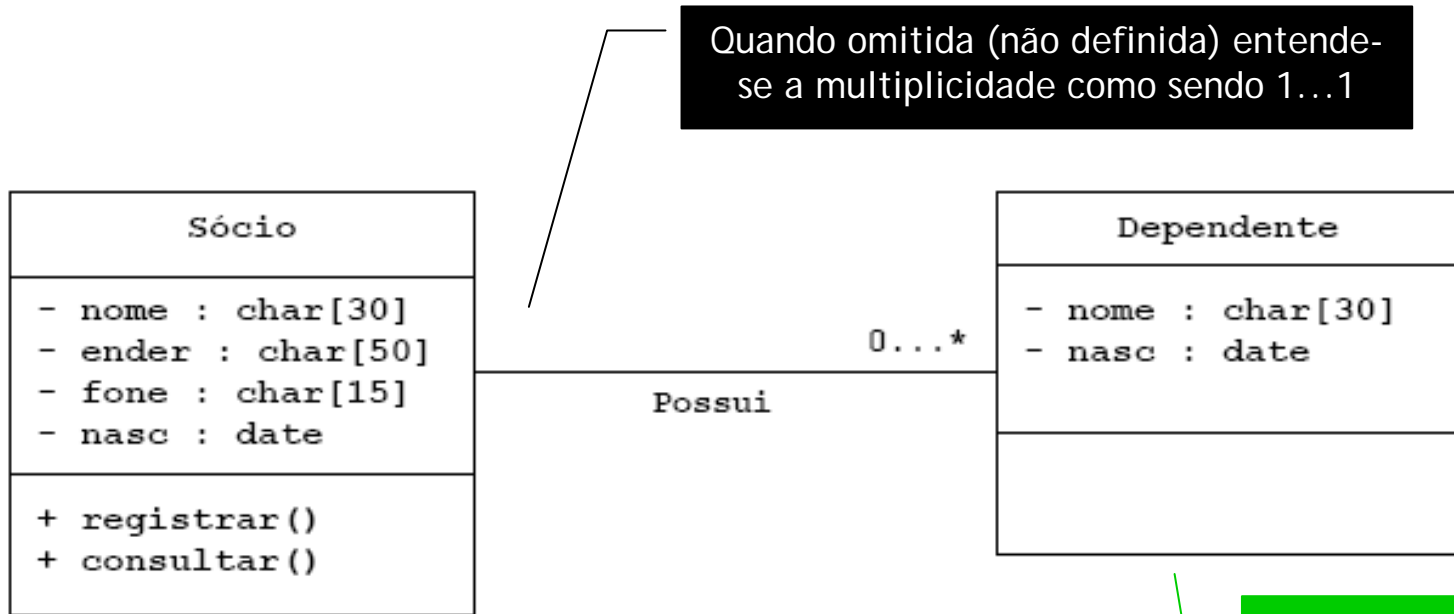 Quando omitida (não definida) entende-
se a multiplicidade como sendo 1...1
Sócio
- nome : char[30]
- ender : char[50]
- fone : char[15]
- nasc : date
+ registrar()
+ consultar()
0...*
Possui
Dependente
- nome : char[30]
- nasc : date